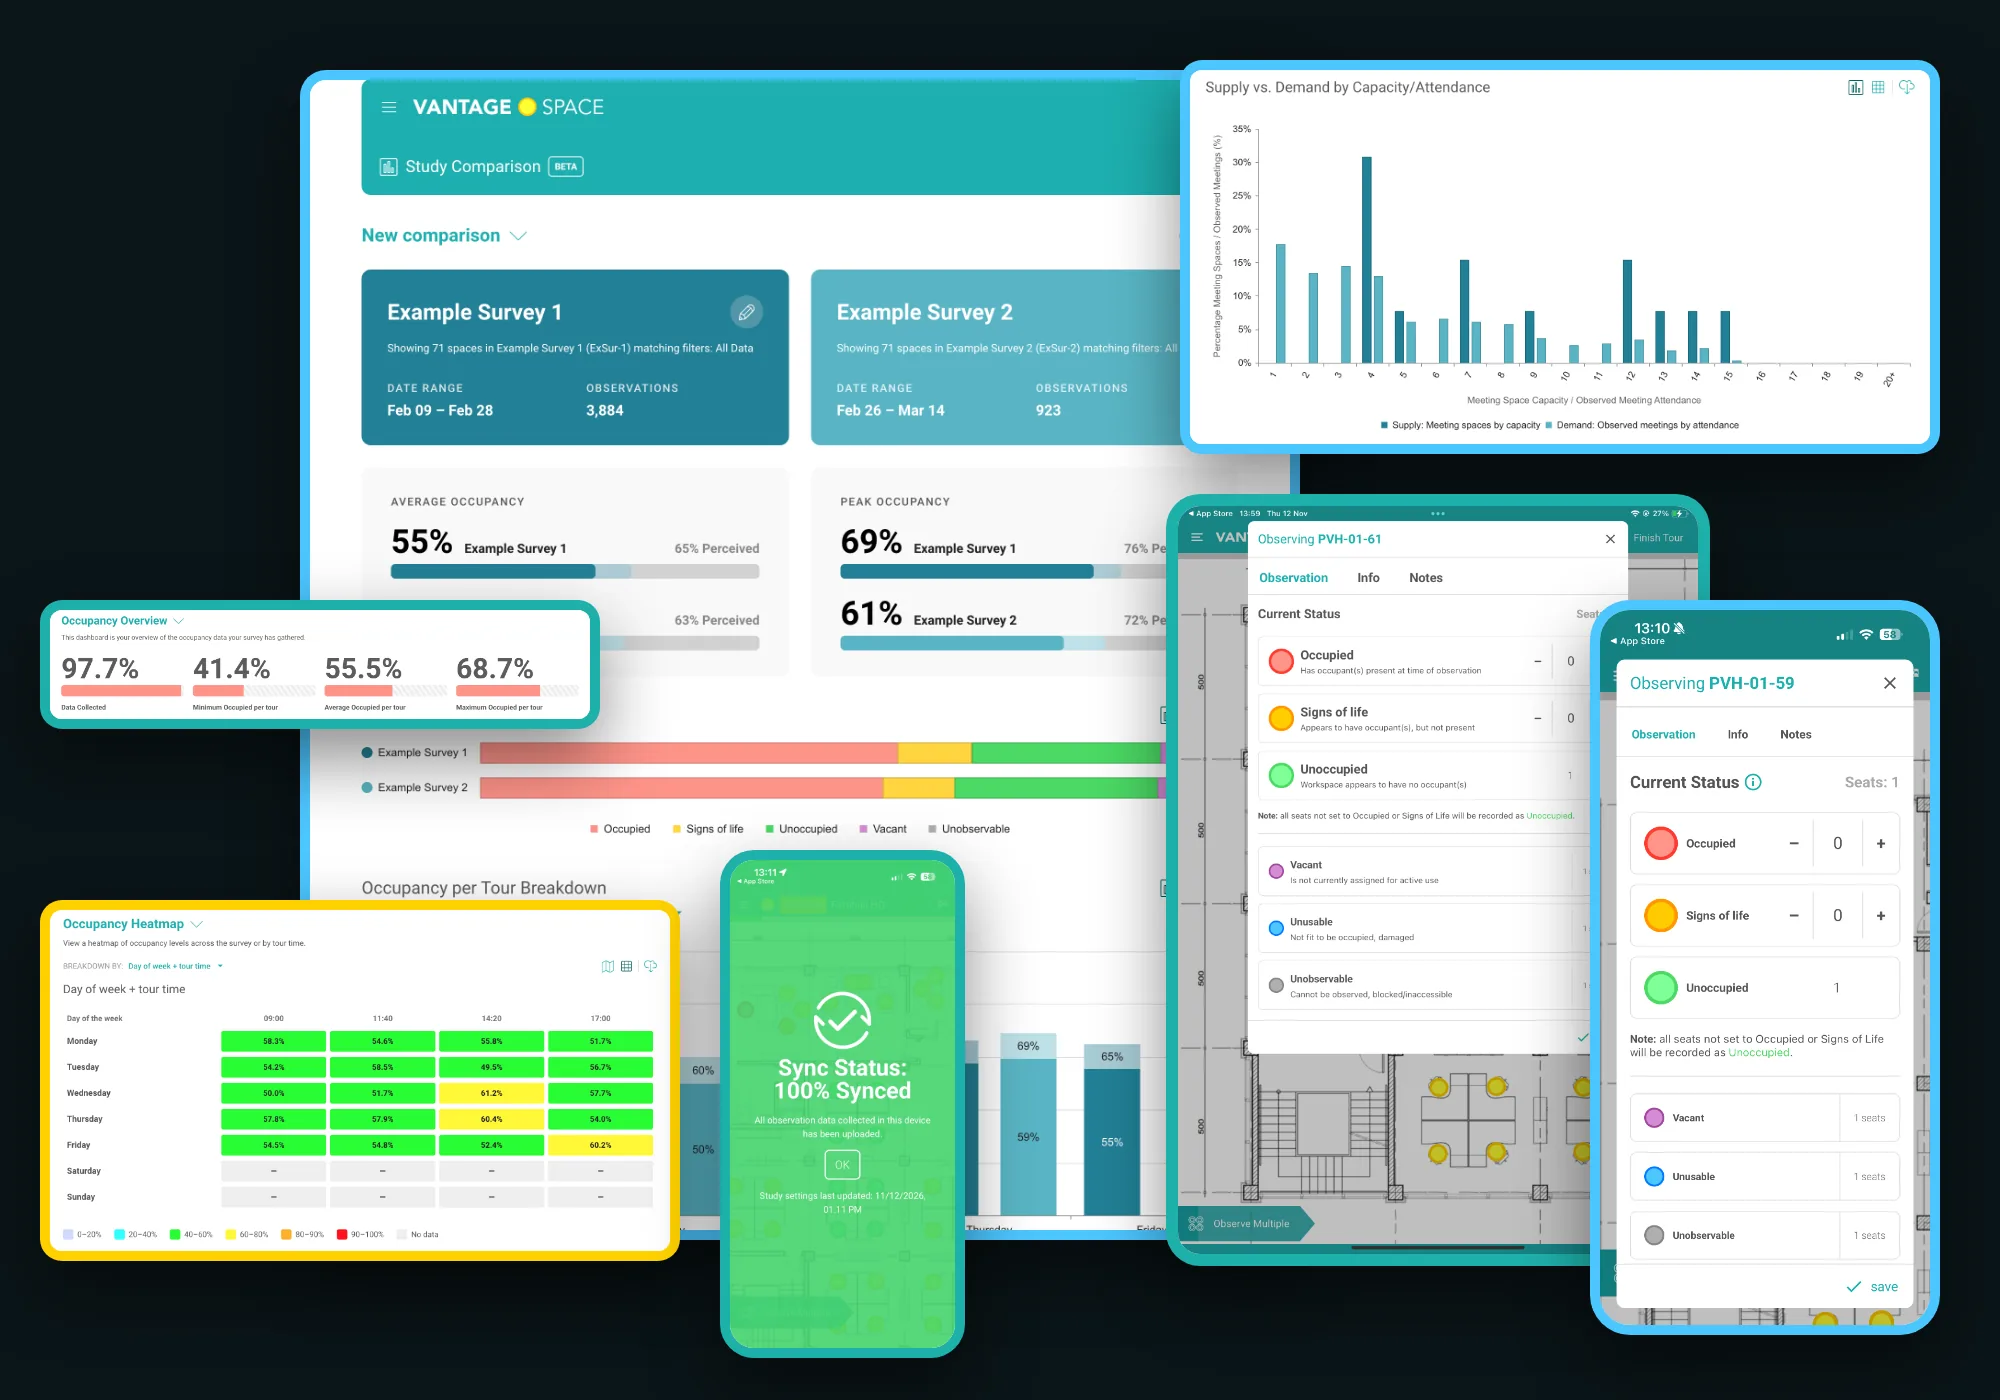 VANTAGE SPACE
Study Comparison BETA
New comparison
Example Survey 1
Showing 71 spaces in Example Survey 1 (ExSur-1) matching filters: All Data
DATE RANGE OBSERVATIONS
Feb 09 – Feb 28 3,884
Example Survey 2
Showing 71 spaces in Example Survey 2 (ExSur-2) matching filters: All
DATE RANGE OBSERVATIONS
Feb 26 – Mar 14 923
AVERAGE OCCUPANCY
55% Example Survey 1 65% Perceived
63% Perceived
PEAK OCCUPANCY
69% Example Survey 1 76% Pe
61% Example Survey 2 72% Pe
Example Survey 1
Example Survey 2
Occupied Signs of life Unoccupied Vacant Unobservable
Occupancy per Tour Breakdown
60%
50%
69%
59%
65%
55%
Thursday Friday
Supply vs. Demand by Capacity/Attendance
Percentage Meeting Spaces / Observed Meetings (%)
35%
30%
25%
20%
15%
10%
5%
0%
1 2 3 4 5 6 7 8 9 10 11 12 13 14 15 16 17 18 19 20+
Meeting Space Capacity / Observed Meeting Attendance
Supply: Meeting spaces by capacity Demand: Observed meetings by attendance
Occupancy Overview
This dashboard is your overview of the occupancy data your survey has gathered.
97.7% 41.4% 55.5% 68.7%
Data Collected Minimum Occupied per tour Average Occupied per tour Maximum Occupied per tour
Occupancy Heatmap
View a heatmap of occupancy levels across the survey or by tour time.
BREAKDOWN BY: Day of week + tour time
Day of week + tour time
Day of the week 09:00 11:40 14:20 17:00
Monday 58.3% 54.6% 55.8% 51.7%
Tuesday 54.2% 58.5% 49.5% 56.7%
Wednesday 50.0% 51.7% 61.2% 57.7%
Thursday 57.8% 57.9% 60.4% 54.0%
Friday 54.5% 54.8% 52.4% 60.2%
Saturday – – – –
Sunday – – – –
0–20% 20–40% 40–60% 60–80% 80–90% 90–100% No data
13:11
App Store 58
Sync Status:
100% Synced
All observation data collected in this device
has been uploaded.
OK
Study settings last updated: 11/12/2026,
01.11 PM
App Store 13:59 Thu 12 Nov 27%
VAN Finish Tour
Observing PVH-01-61
Observation Info Notes
Current Status Seat
Occupied
Has occupant(s) present at time of observation
– 0
Signs of life
Appears to have occupant(s), but not present
– 0
Unoccupied
Workspace appears to have no occupant(s)
1
Note: all seats not set to Occupied or Signs of Life will be recorded as Unoccupied.
Vacant
Is not currently assigned for active use
1
Unusable
Not fit to be occupied, damaged
1
Unobservable
Cannot be observed, blocked/inaccessible
1
500
500
500
500
Observe Multiple
13:10
App Store 58
Observing PVH-01-59
Observation Info Notes
Current Status Seats: 1
Occupied – 0 +
Signs of life – 0 +
Unoccupied 1
Note: all seats not set to Occupied or Signs of Life
will be recorded as Unoccupied.
Vacant 1 seats
Unusable 1 seats
Unobservable 1 seats
save